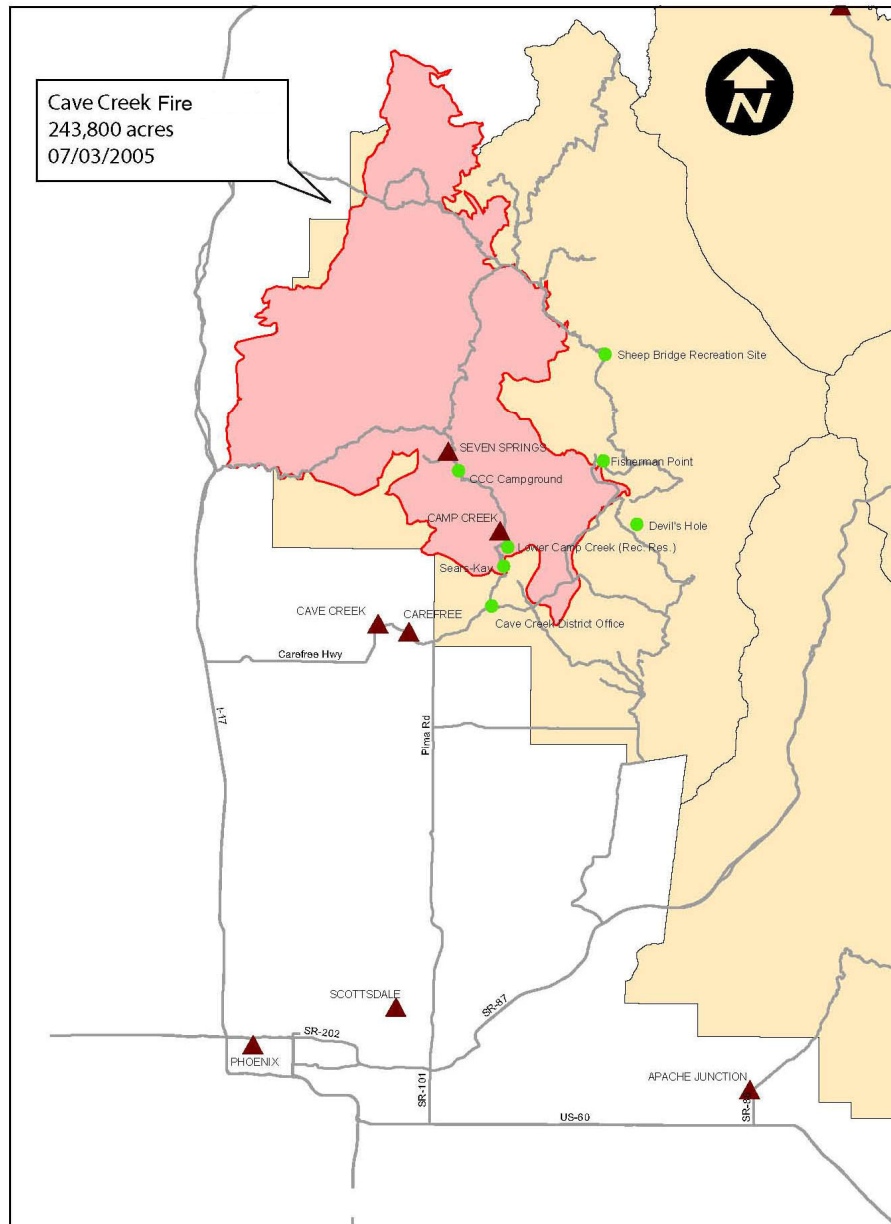 Cave Creek Fire
243,800 acres
07/03/2005
N
Sheep Bridge Recreation Site
SEVEN SPRINGS
Fisherman Point
CCC Campground
CAMP CREEK
Devil's Hole
Lower Camp Creek (Rec. Res.)
Sears-Kay
CAVE CREEK
CAREFREE
Cave Creek District Office
Carefree Hwy
I-17
Pima Rd
SCOTTSDALE
SR-87
SR-202
PHOENIX
SR-101
APACHE JUNCTION
US-60